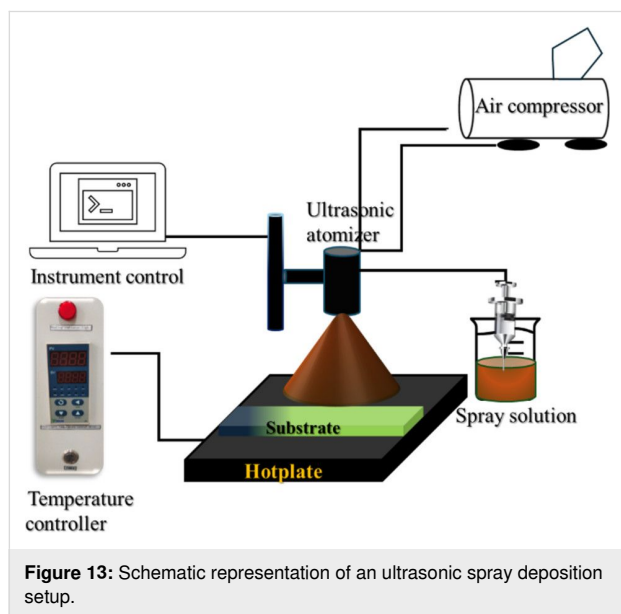 Air compressor
Ultrasonic
atomizer
Instrument control
Spray solution
Substrate
Hotplate
Temperature
controller
Figure 13: Schematic representation of an ultrasonic spray deposition
setup.